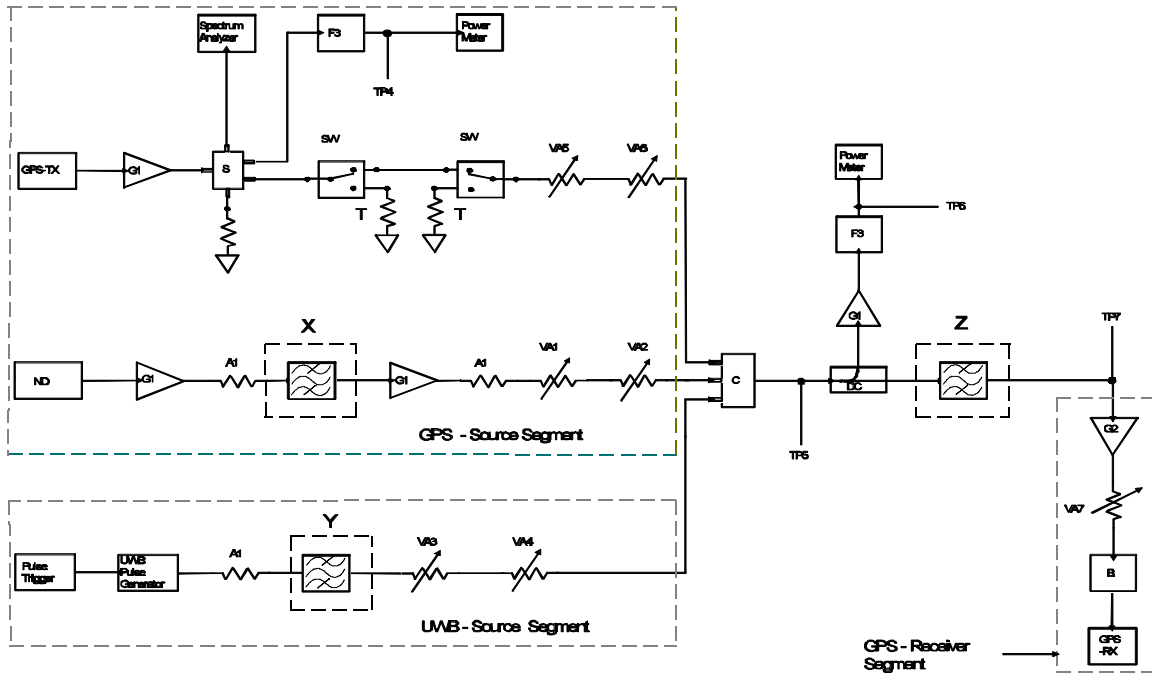 Spectrum
Analyzer
F3
Power
Meter
TP4
SW
SW
VA5
VA6
GPS-TX
G1
S
T
T
Power
Meter
TP6
F3
G1
X
Z
TP7
ND
G1
A1
G1
A1
VA1
VA2
C
DC
GPS - Source Segment
TP5
G2
VA7
Y
Pulse
Trigger
UWB
Pulse
Generator
A1
VA3
VA4
B
UWB - Source Segment
GPS
-RX
GPS - Receiver
Segment